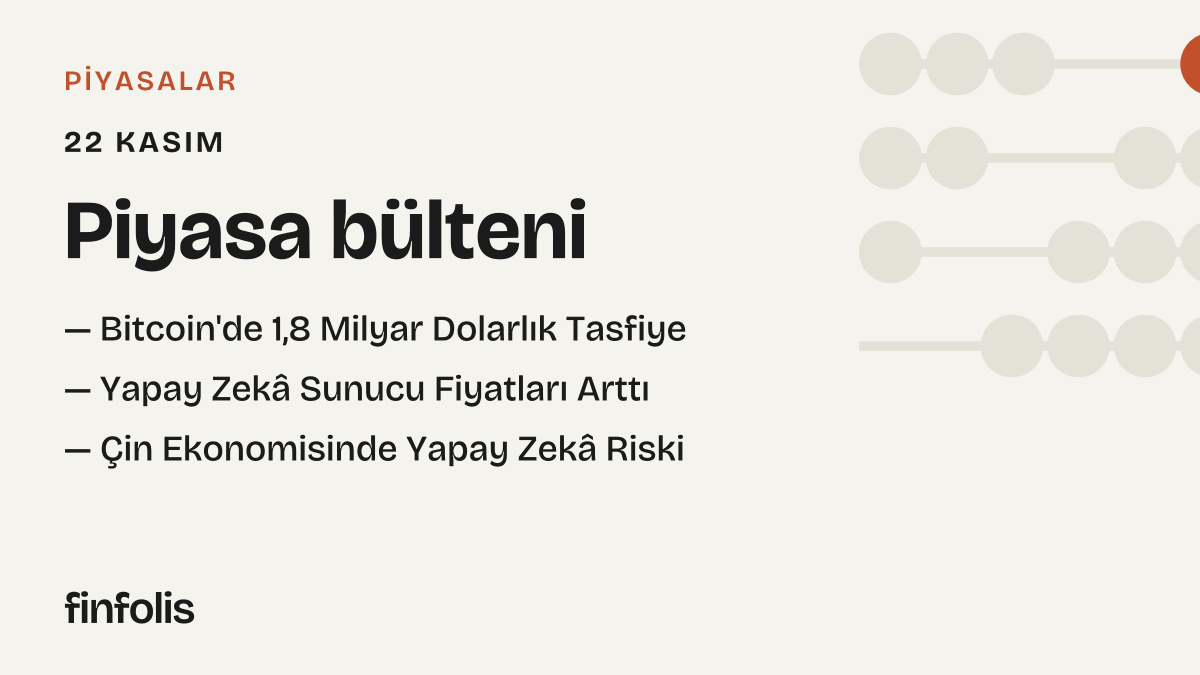 PİYASALAR
22 KASIM
Piyasa bülteni
— Bitcoin'de 1,8 Milyar Dolarlık Tasfiye
— Yapay Zekâ Sunucu Fiyatları Arttı
— Çin Ekonomisinde Yapay Zekâ Riski
finfolis